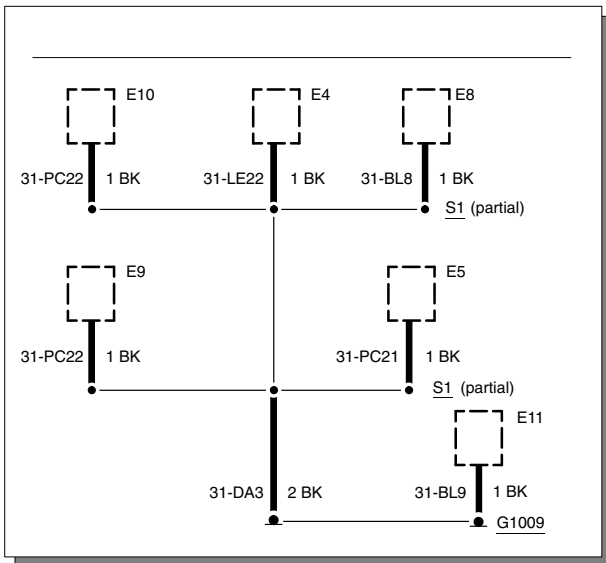 E10 E4 E8
31-PC22 1 BK 31-LE22 1 BK 31-BL8 1 BK
S1 (partial)
E9 E5
31-PC22 1 BK 31-PC21 1 BK
S1 (partial)
E11
31-DA3 2 BK 31-BL9 1 BK
G1009